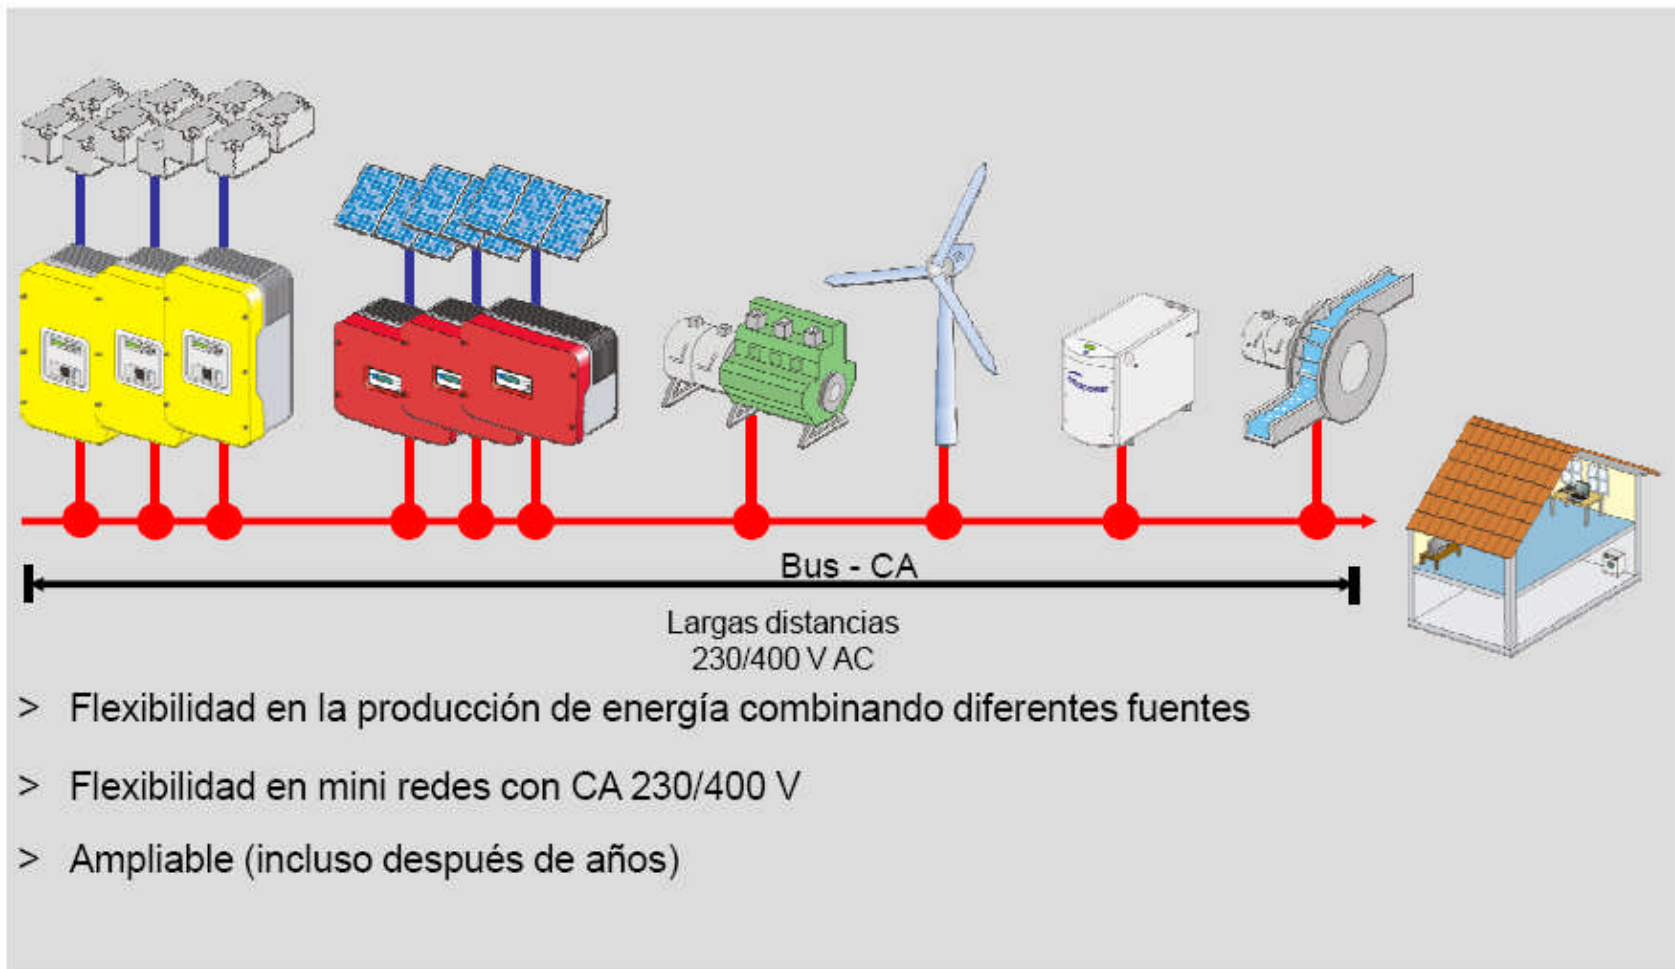 Bus - CA
Largas distancias
230/400 V AC
> Flexibilidad en la producción de energía combinando diferentes fuentes
> Flexibilidad en mini redes con CA 230/400 V
> Ampliable (incluso después de años)